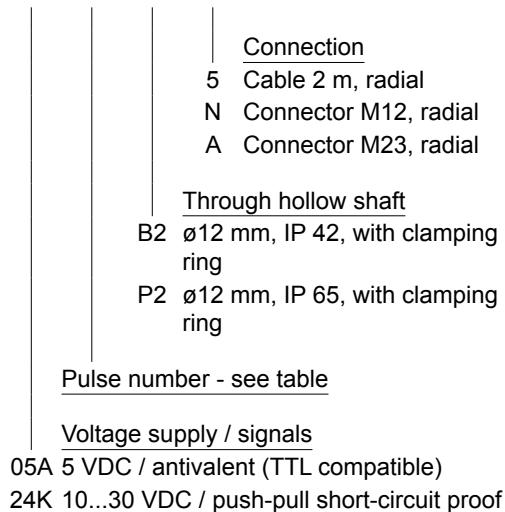 Connection
5 Cable 2 m, radial
N Connector M12, radial
A Connector M23, radial
Through hollow shaft
B2 ø12 mm, IP 42, with clamping
ring
P2 ø12 mm, IP 65, with clamping
ring
Pulse number - see table
Voltage supply / signals
05A 5 VDC / antivalent (TTL compatible)
24K 10...30 VDC / push-pull short-circuit proof